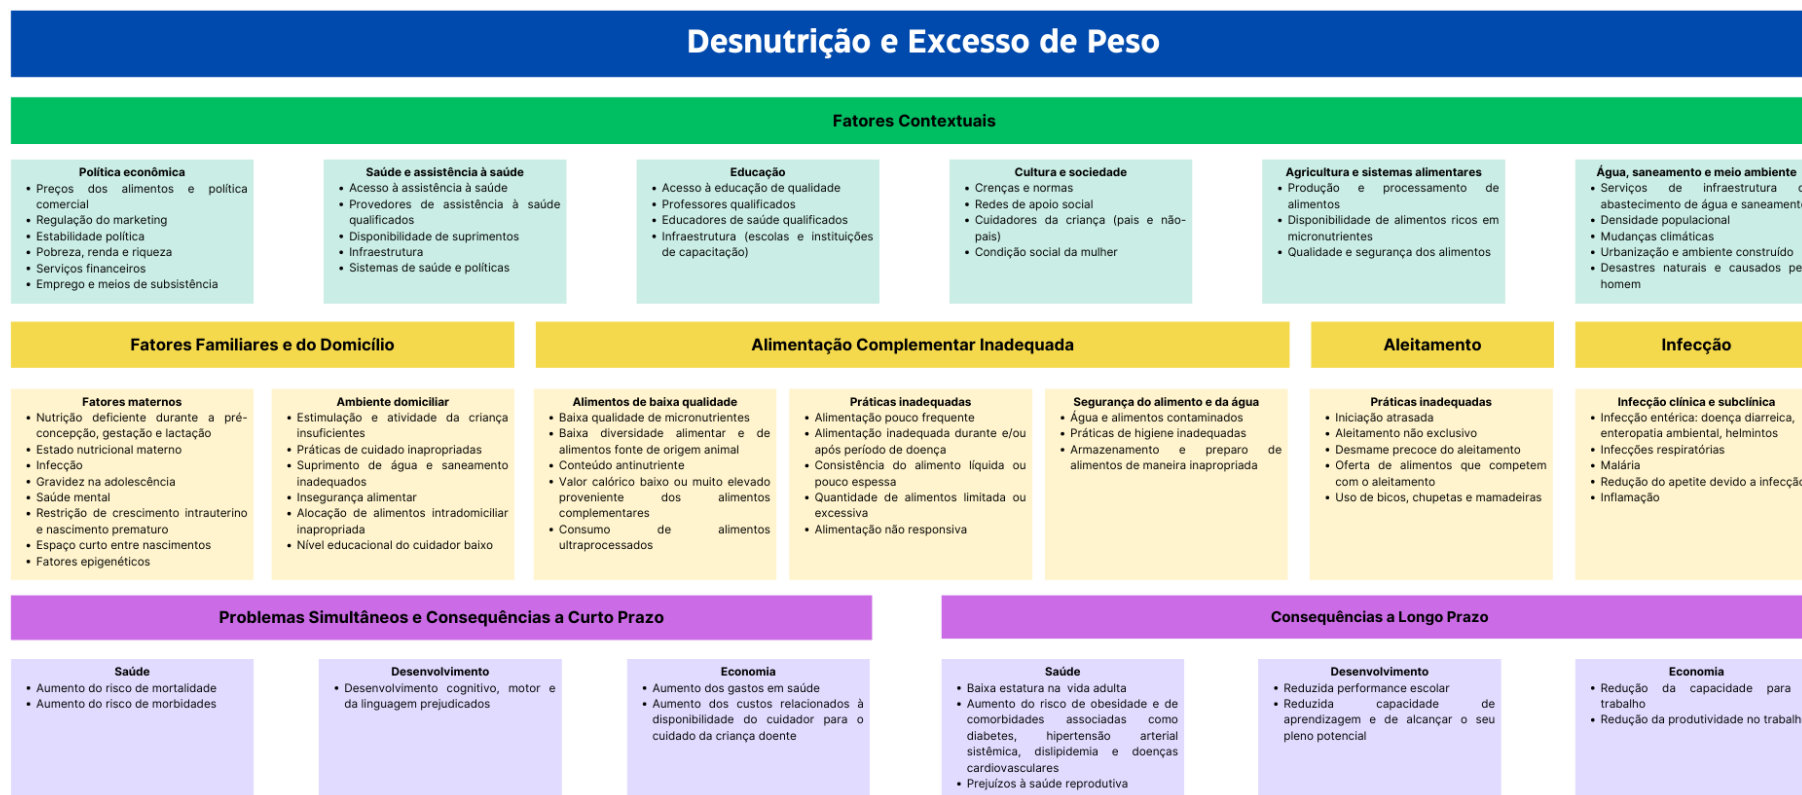 Desnutrição e Excesso de Peso
Fatores Contextuais
Política econômica
• Preços dos alimentos e política
comercial
• Regulação do marketing
• Estabilidade política
• Pobreza, renda e riqueza
• Serviços financeiros
• Emprego e meios de subsistência
Saúde e assistência à saúde
• Acesso à assistência à saúde
• Provedores de assistência à saúde
qualificados
• Disponibilidade de suprimentos
• Infraestrutura
• Sistemas de saúde e políticas
Educação
• Acesso à educação de qualidade
• Professores qualificados
• Educadores de saúde qualificados
• Infraestrutura (escolas e instituições
de capacitação)
Cultura e sociedade
• Crenças e normas
• Redes de apoio social
• Cuidadores da criança (pais e não-
pais)
• Condição social da mulher
Agricultura e sistemas alimentares
• Produção e processamento de
alimentos
• Disponibilidade de alimentos ricos em
micronutrientes
• Qualidade e segurança dos alimentos
Água, saneamento e meio ambiente
• Serviços de infraestrutura
abastecimento de água e saneamento
• Densidade populacional
• Mudanças climáticas
• Urbanização e ambiente construído
• Desastres naturais e causados pe
homem
Fatores Familiares e do Domicílio
Alimentação Complementar Inadequada
Aleitamento
Infecção
Fatores maternos
• Nutrição deficiente durante a pré-
concepção, gestação e lactação
• Estado nutricional materno
• Infecção
• Gravidez na adolescência
• Saúde mental
• Restrição de crescimento intrauterino
e nascimento prematuro
• Espaço curto entre nascimentos
• Fatores epigenéticos
Ambiente domiciliar
• Estimulação e atividade da criança
insuficientes
• Práticas de cuidado inapropriadas
• Suprimento de água e saneamento
inadequados
• Insegurança alimentar
• Alocação de alimentos intradomiciliar
inapropriada
• Nível educacional do cuidador baixo
Alimentos de baixa qualidade
• Baixa qualidade de micronutrientes
• Baixa diversidade alimentar e de
alimentos fonte de origem animal
• Conteúdo antinutriente
• Valor calórico baixo ou muito elevado
proveniente dos alimentos
complementares
• Consumo de alimentos
ultraprocessados
Práticas inadequadas
• Alimentação pouco frequente
• Alimentação inadequada durante e/ou
após período de doença
• Consistência do alimento líquida ou
pouco espessa
• Quantidade de alimentos limitada ou
excessiva
• Alimentação não responsiva
Segurança do alimento e da água
• Água e alimentos contaminados
• Práticas de higiene inadequadas
• Armazenamento e preparo de
alimentos de maneira inapropriada
Práticas inadequadas
• Iniciação atrasada
• Aleitamento não exclusivo
• Desmame precoce do aleitamento
• Oferta de alimentos que competem
com o aleitamento
• Uso de bicos, chupetas e mamadeiras
Infecção clínica e subclínica
• Infecção entérica: doença diarreica,
enteropatia ambiental, helmintos
• Infecções respiratórias
• Malária
• Redução do apetite devido a infecção
• Inflamação
Problemas Simultâneos e Consequências a Curto Prazo
Consequências a Longo Prazo
Saúde
• Aumento do risco de mortalidade
• Aumento do risco de morbidades
Desenvolvimento
• Desenvolvimento cognitivo, motor e
da linguagem prejudicados
Economia
• Aumento dos gastos em saúde
• Aumento dos custos relacionados à
disponibilidade do cuidador para o
cuidado da criança doente
Saúde
• Baixa estatura na vida adulta
• Aumento do risco de obesidade e de
comorbidades associadas como
diabetes, hipertensão arterial
sistêmica, dislipidemia e doenças
cardiovasculares
• Prejuízos à saúde reprodutiva
Desenvolvimento
• Reduzida performance escolar
• Reduzida capacidade de
aprendizagem e de alcançar o seu
pleno potencial
Economia
• Redução da capacidade para
trabalho
• Redução da produtividade no trabalh